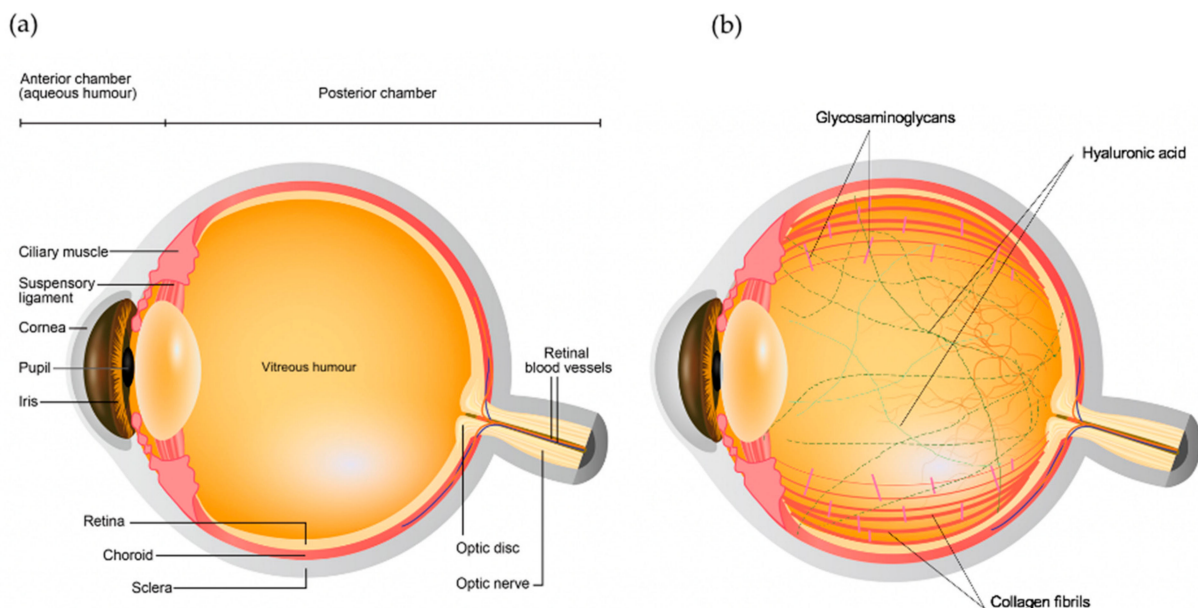 (a)
(b)
Anterior chamber
(aqueous humour)
Posterior chamber
Glycosaminoglycans
Hyaluronic acid
Ciliary muscle
Suspensory
ligament
Cornea
Pupil
Iris
Vitreous humour
Retinal
blood vessels
Retina
Choroid
Sclera
Optic disc
Optic nerve
Collagen fibrils